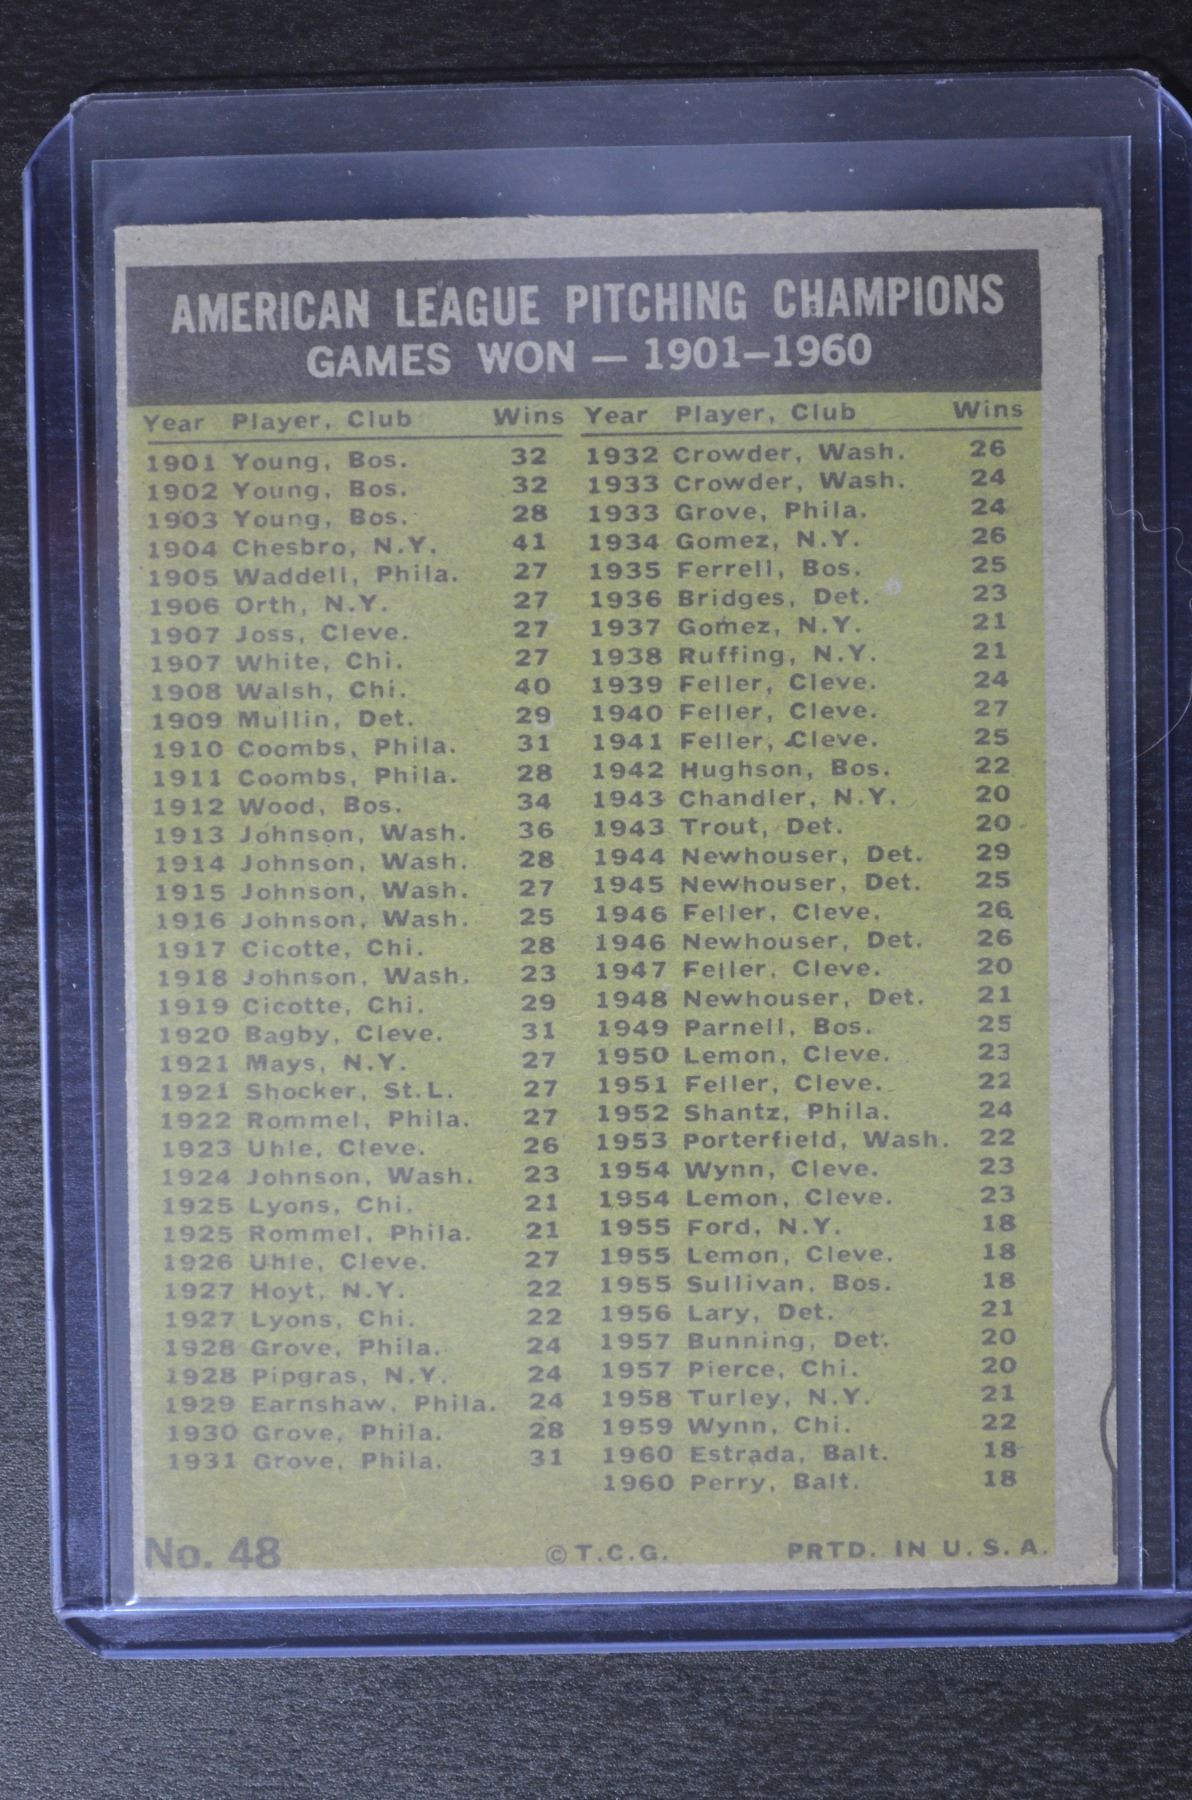 AMERICAN LEAGUE PITCHING CHAMPIONS
GAMES WON — 1901–1960
Year Player, Club Wins
1901 Young, Bos. 32
1902 Young, Bos. 32
1903 Young, Bos. 28
1904 Chesbro, N.Y. 41
1905 Waddell, Phila. 27
1906 Orth, N.Y. 27
1907 Joss, Cleve. 27
1907 White, Chi. 27
1908 Walsh, Chi. 40
1909 Mullin, Det. 29
1910 Coombs, Phila. 31
1911 Coombs, Phila. 28
1912 Wood, Bos. 34
1913 Johnson, Wash. 36
1914 Johnson, Wash. 28
1915 Johnson, Wash. 27
1916 Johnson, Wash. 25
1917 Cicotte, Chi. 28
1918 Johnson, Wash. 23
1919 Cicotte, Chi. 29
1920 Bagby, Cleve. 31
1921 Mays, N.Y. 27
1921 Shocker, St.L. 27
1922 Rommel, Phila. 27
1923 Uhle, Cleve. 26
1924 Johnson, Wash. 23
1925 Lyons, Chi. 21
1925 Rommel, Phila. 21
1926 Uhle, Cleve. 27
1927 Hoyt, N.Y. 22
1927 Lyons, Chi. 22
1928 Grove, Phila. 24
1928 Pipgras, N.Y. 24
1929 Earnshaw, Phila. 24
1930 Grove, Phila. 28
1931 Grove, Phila. 31
Year Player, Club Wins
1932 Crowder, Wash. 26
1933 Crowder, Wash. 24
1933 Grove, Phila. 24
1934 Gomez, N.Y. 26
1935 Ferrell, Bos. 25
1936 Bridges, Det. 23
1937 Gomez, N.Y. 21
1938 Ruffing, N.Y. 21
1939 Feller, Cleve. 24
1940 Feller, Cleve. 27
1941 Feller, Cleve. 25
1942 Hughson, Bos. 22
1943 Chandler, N.Y. 20
1943 Trout, Det. 20
1944 Newhouser, Det. 29
1945 Newhouser, Det. 25
1946 Feller, Cleve. 26
1946 Newhouser, Det. 26
1947 Feller, Cleve. 20
1948 Newhouser, Det. 21
1949 Parnell, Bos. 25
1950 Lemon, Cleve. 23
1951 Feller, Cleve. 22
1952 Shantz, Phila. 24
1953 Porterfield, Wash. 22
1954 Wynn, Cleve. 23
1954 Lemon, Cleve. 23
1955 Ford, N.Y. 18
1955 Lemon, Cleve. 18
1955 Sullivan, Bos. 18
1956 Lary, Det. 21
1957 Bunning, Det. 20
1957 Pierce, Chi. 20
1958 Turley, N.Y. 21
1959 Wynn, Chi. 22
1960 Estrada, Balt. 18
1960 Perry, Balt. 18
No. 48 © T.C.G. PRTD. IN U.S.A.